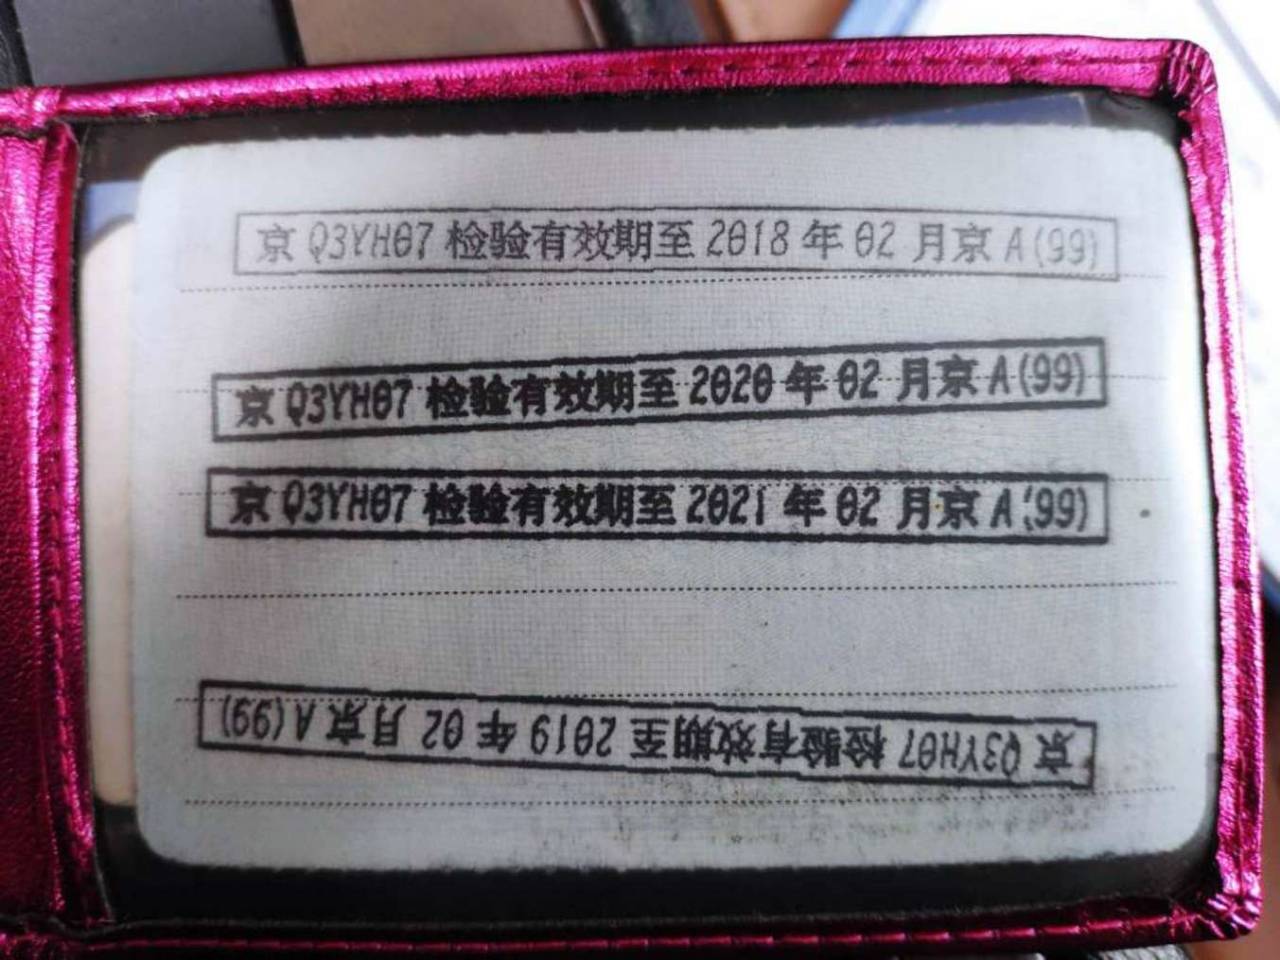 京 Q3YH07 检验有效期至 2018 年 02 月京 A(99)
京 Q3YH07 检验有效期至 2020 年 02 月京 A(99)
京 Q3YH07 检验有效期至 2021 年 02 月京 A(99)
京 Q3YH07 检验有效期至 2019 年 02 月京 A(99)